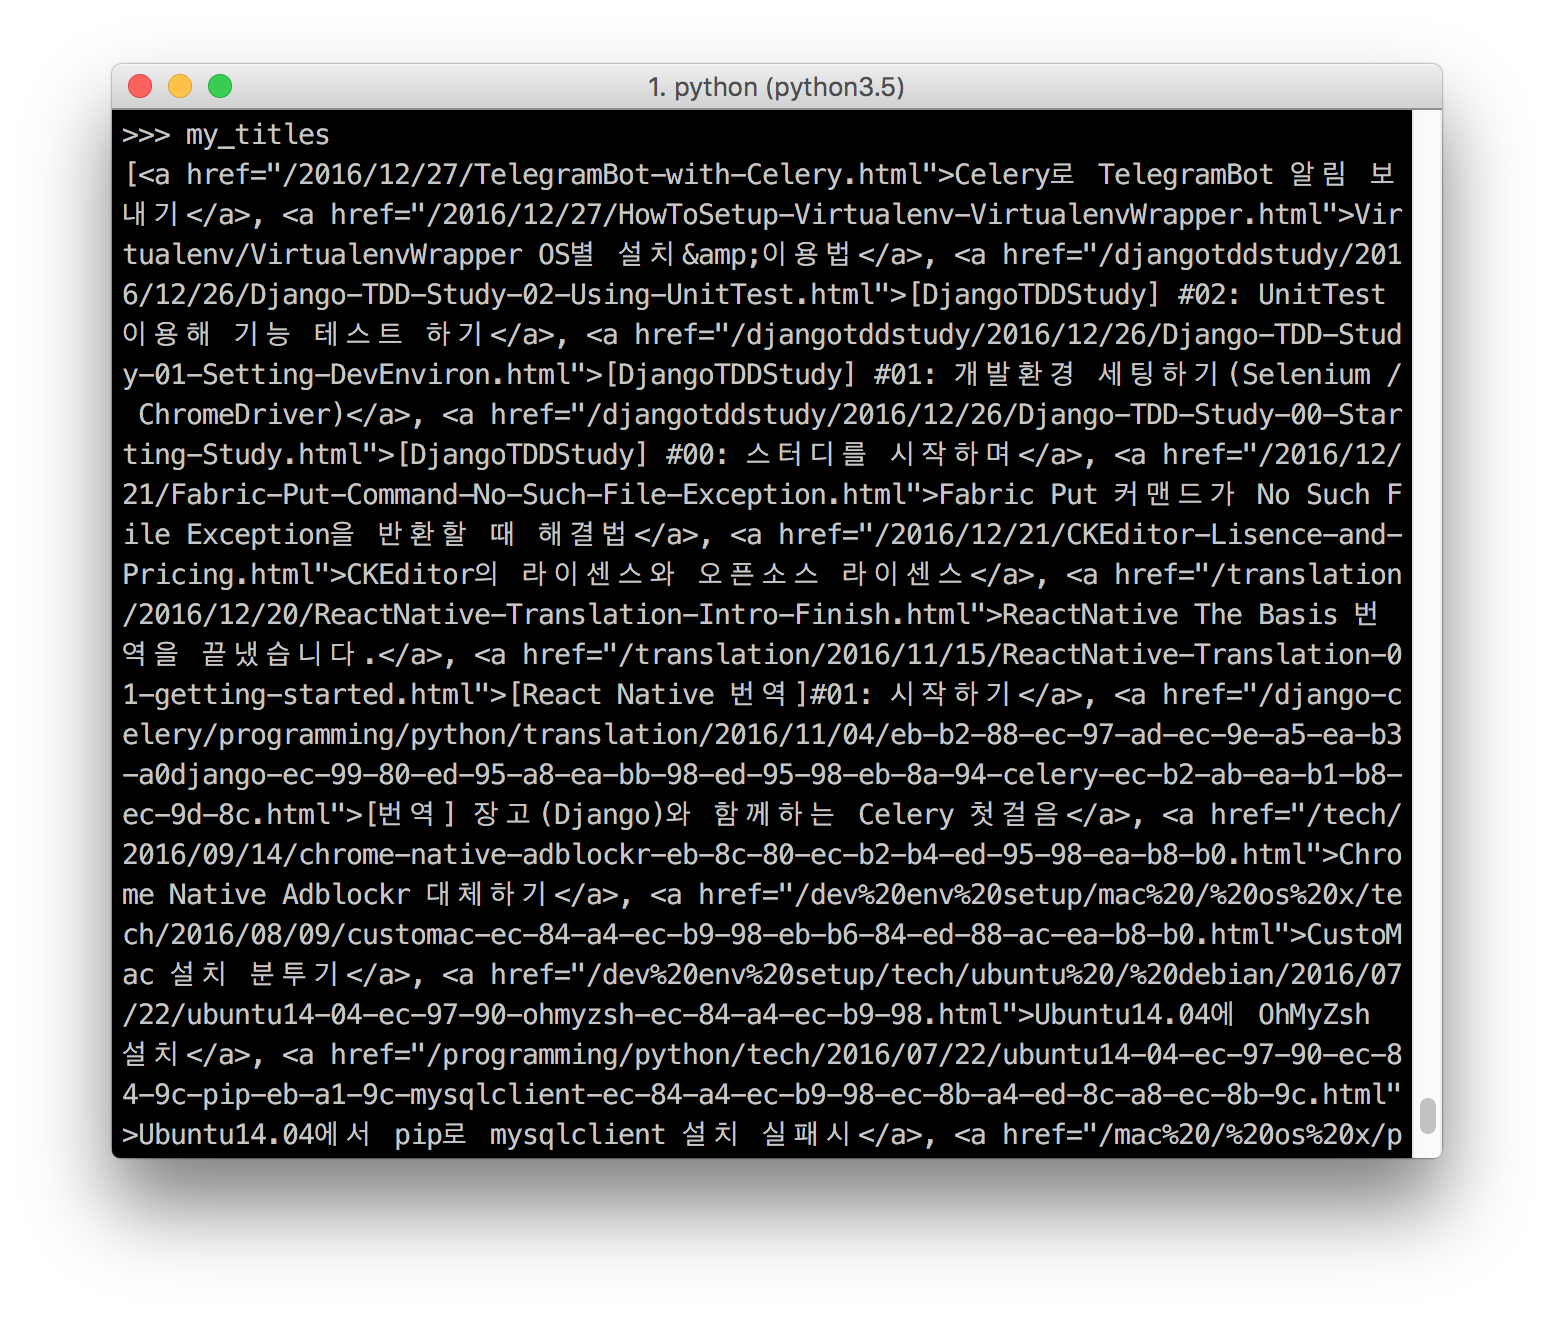 1. python (python3.5)
>>> my_titles
[<a href="/2016/12/27/TelegramBot-with-Celery.html">Celery로 TelegramBot 알림 보
내기</a>, <a href="/2016/12/27/HowToSetup-Virtualenv-VirtualenvWrapper.html">Vir
tualenv/VirtualenvWrapper OS별 설치&amp;이용법</a>, <a href="/djangotddstudy/201
6/12/26/Django-TDD-Study-02-Using-UnitTest.html">[DjangoTDDStudy] #02: UnitTest
이용해 기능 테스트 하기</a>, <a href="/djangotddstudy/2016/12/26/Django-TDD-Stud
y-01-Setting-DevEnviron.html">[DjangoTDDStudy] #01: 개발환경 세팅하기(Selenium /
 ChromeDriver)</a>, <a href="/djangotddstudy/2016/12/26/Django-TDD-Study-00-Star
ting-Study.html">[DjangoTDDStudy] #00: 스터디를 시작하며</a>, <a href="/2016/12/
21/Fabric-Put-Command-No-Such-File-Exception.html">Fabric Put 커맨드가 No Such F
ile Exception을 반환할 때 해결법</a>, <a href="/2016/12/21/CKEditor-Lisence-and-
Pricing.html">CKEditor의 라이센스와 오픈소스 라이센스</a>, <a href="/translation
/2016/12/20/ReactNative-Translation-Intro-Finish.html">ReactNative The Basis 번
역을 끝냈습니다.</a>, <a href="/translation/2016/11/15/ReactNative-Translation-0
1-getting-started.html">[React Native 번역]#01: 시작하기</a>, <a href="/django-c
elery/programming/python/translation/2016/11/04/eb-b2-88-ec-97-ad-ec-9e-a5-ea-b3
-a0django-ec-99-80-ed-95-a8-ea-bb-98-ed-95-98-eb-8a-94-celery-ec-b2-ab-ea-b1-b8-
ec-9d-8c.html">[번역] 장고(Django)와 함께하는 Celery 첫걸음</a>, <a href="/tech/
2016/09/14/chrome-native-adblockr-eb-8c-80-ec-b2-b4-ed-95-98-ea-b8-b0.html">Chro
me Native Adblockr 대체하기</a>, <a href="/dev%20env%20setup/mac%20/%20os%20x/te
ch/2016/08/09/customac-ec-84-a4-ec-b9-98-eb-b6-84-ed-88-ac-ea-b8-b0.html">CustoM
ac 설치 분투기</a>, <a href="/dev%20env%20setup/tech/ubuntu%20/%20debian/2016/07
/22/ubuntu14-04-ec-97-90-ohmyzsh-ec-84-a4-ec-b9-98.html">Ubuntu14.04에 OhMyZsh
설치</a>, <a href="/programming/python/tech/2016/07/22/ubuntu14-04-ec-97-90-ec-8
4-9c-pip-eb-a1-9c-mysqlclient-ec-84-a4-ec-b9-98-ec-8b-a4-ed-8c-a8-ec-8b-9c.html"
>Ubuntu14.04에서 pip로 mysqlclient 설치 실패시</a>, <a href="/mac%20/%20os%20x/p